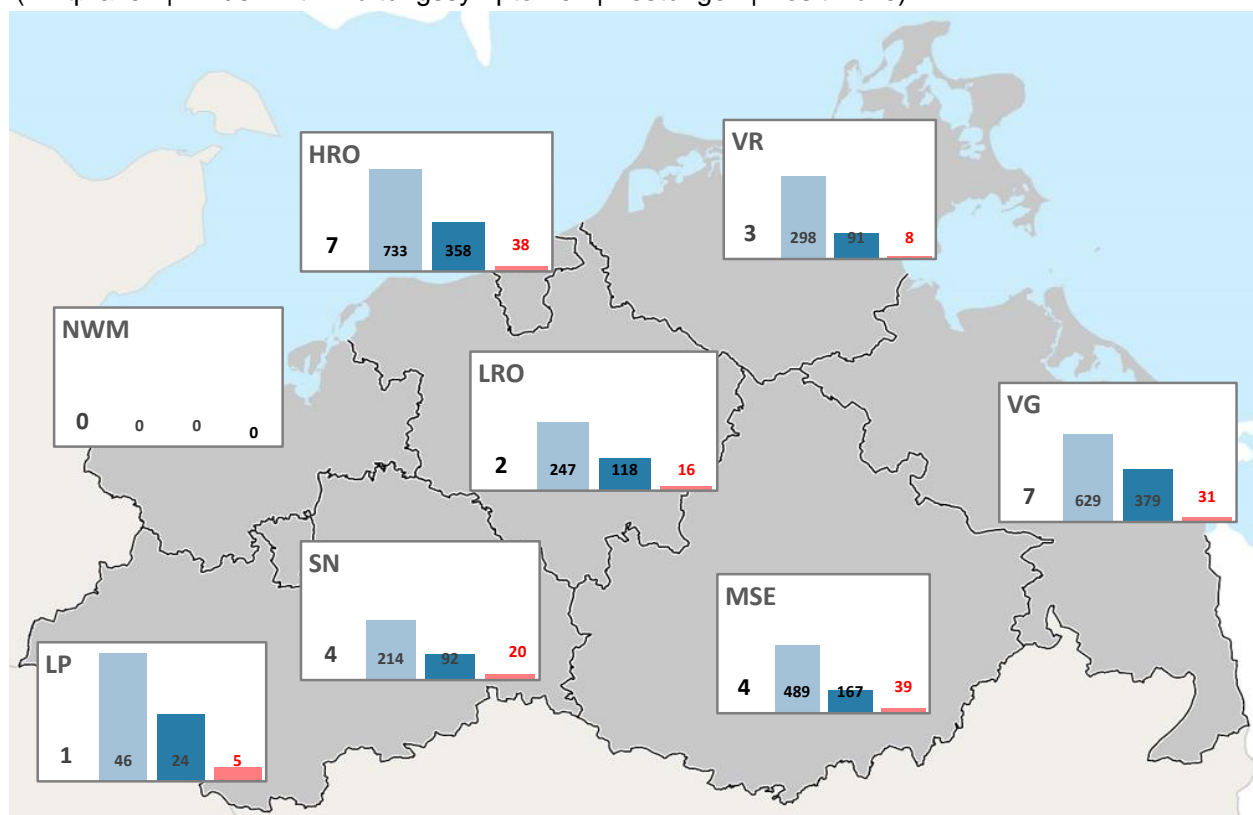 HRO
7 733 358 38
VR
3 298 91 8
NWM
0 0 0 0
LRO
2 247 118 16
VG
7 629 379 31
SN
4 214 92 20
MSE
4 489 167 39
LP
1 46 24 5